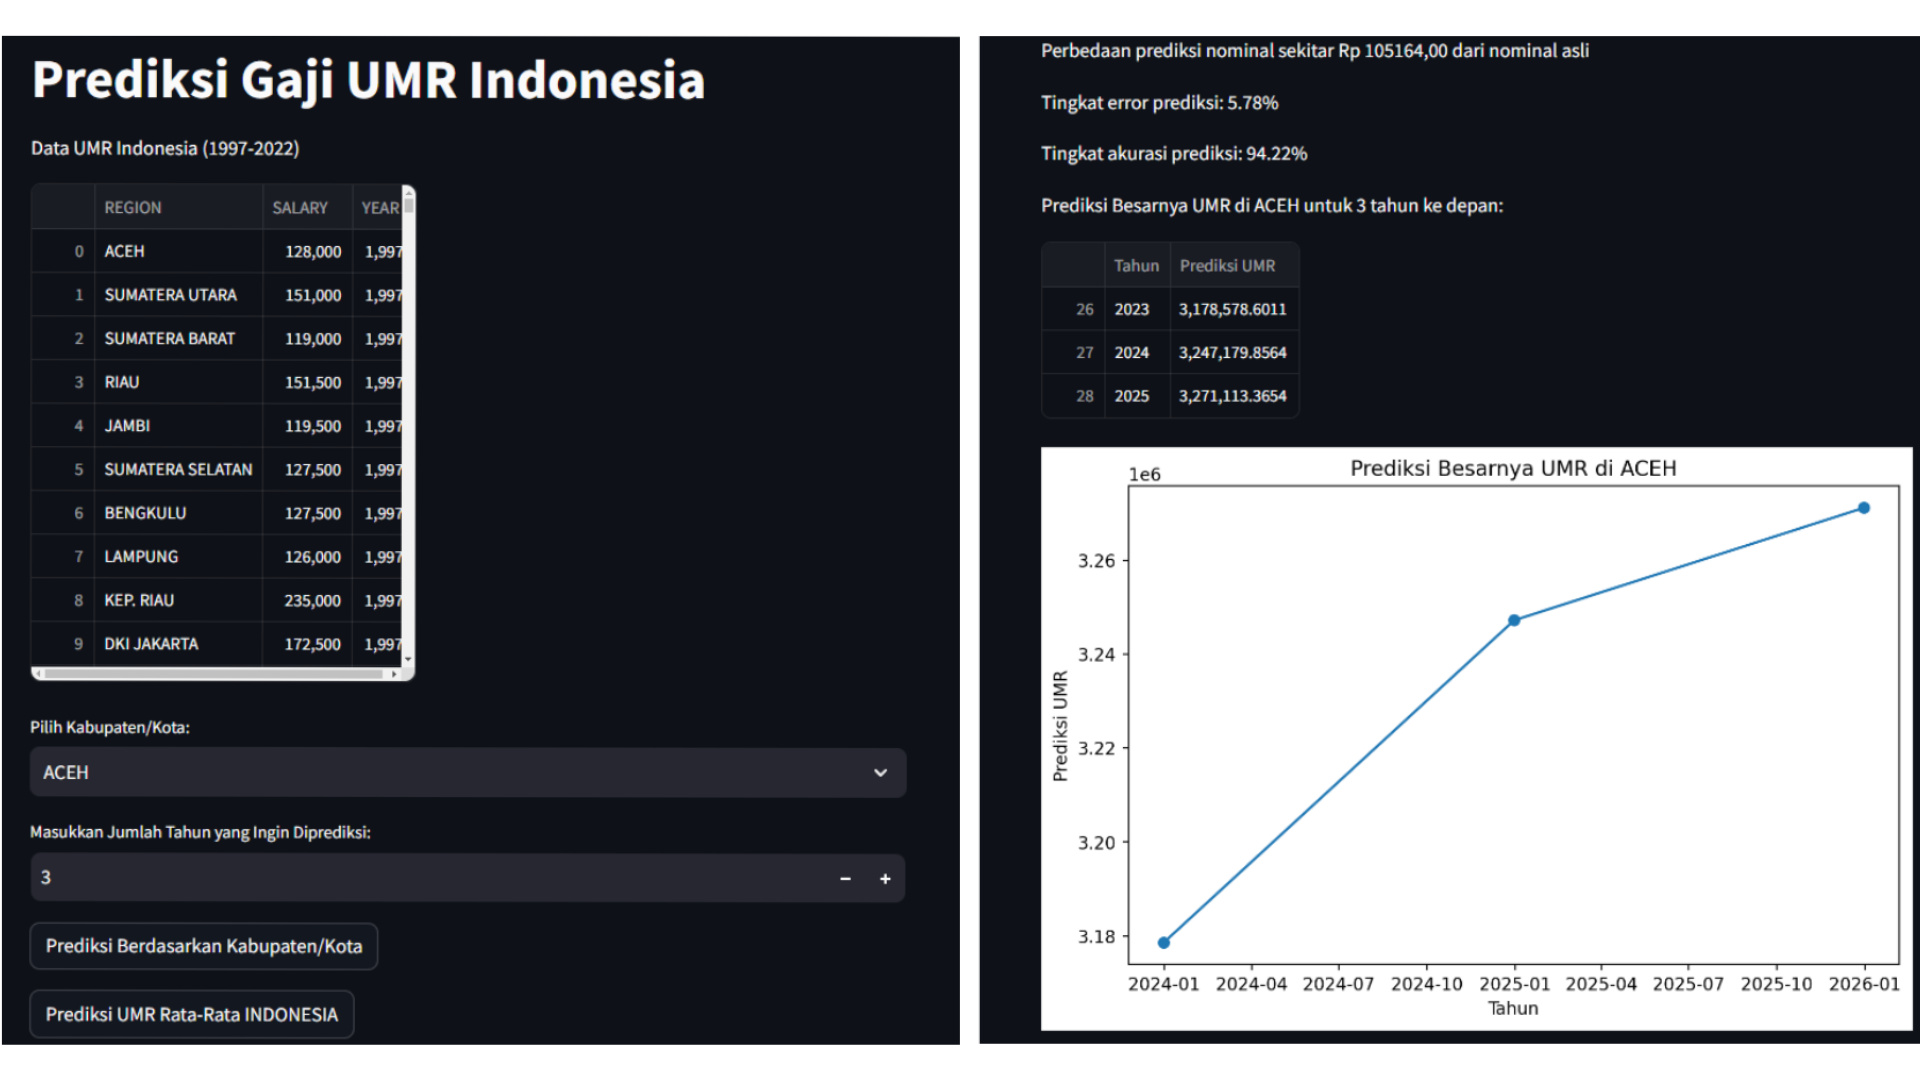 Prediksi Gaji UMR Indonesia
Data UMR Indonesia (1997-2022)
REGION SALARY YEAR
0 ACEH 128,000 1,997
1 SUMATERA UTARA 151,000 1,997
2 SUMATERA BARAT 119,000 1,997
3 RIAU 151,500 1,997
4 JAMBI 119,500 1,997
5 SUMATERA SELATAN 127,500 1,997
6 BENGKULU 127,500 1,997
7 LAMPUNG 126,000 1,997
8 KEP. RIAU 235,000 1,997
9 DKI JAKARTA 172,500 1,997
Pilih Kabupaten/Kota:
ACEH
Masukkan Jumlah Tahun yang Ingin Diprediksi:
3 − +
Prediksi Berdasarkan Kabupaten/Kota
Prediksi UMR Rata-Rata INDONESIA
Perbedaan prediksi nominal sekitar Rp 105164,00 dari nominal asli
Tingkat error prediksi: 5.78%
Tingkat akurasi prediksi: 94.22%
Prediksi Besarnya UMR di ACEH untuk 3 tahun ke depan:
Tahun Prediksi UMR
26 2023 3,178,578.6011
27 2024 3,247,179.8564
28 2025 3,271,113.3654
Prediksi Besarnya UMR di ACEH
1e6
3.26
3.24
3.22
3.20
3.18
Prediksi UMR
2024-01 2024-04 2024-07 2024-10 2025-01 2025-04 2025-07 2025-10 2026-01
Tahun